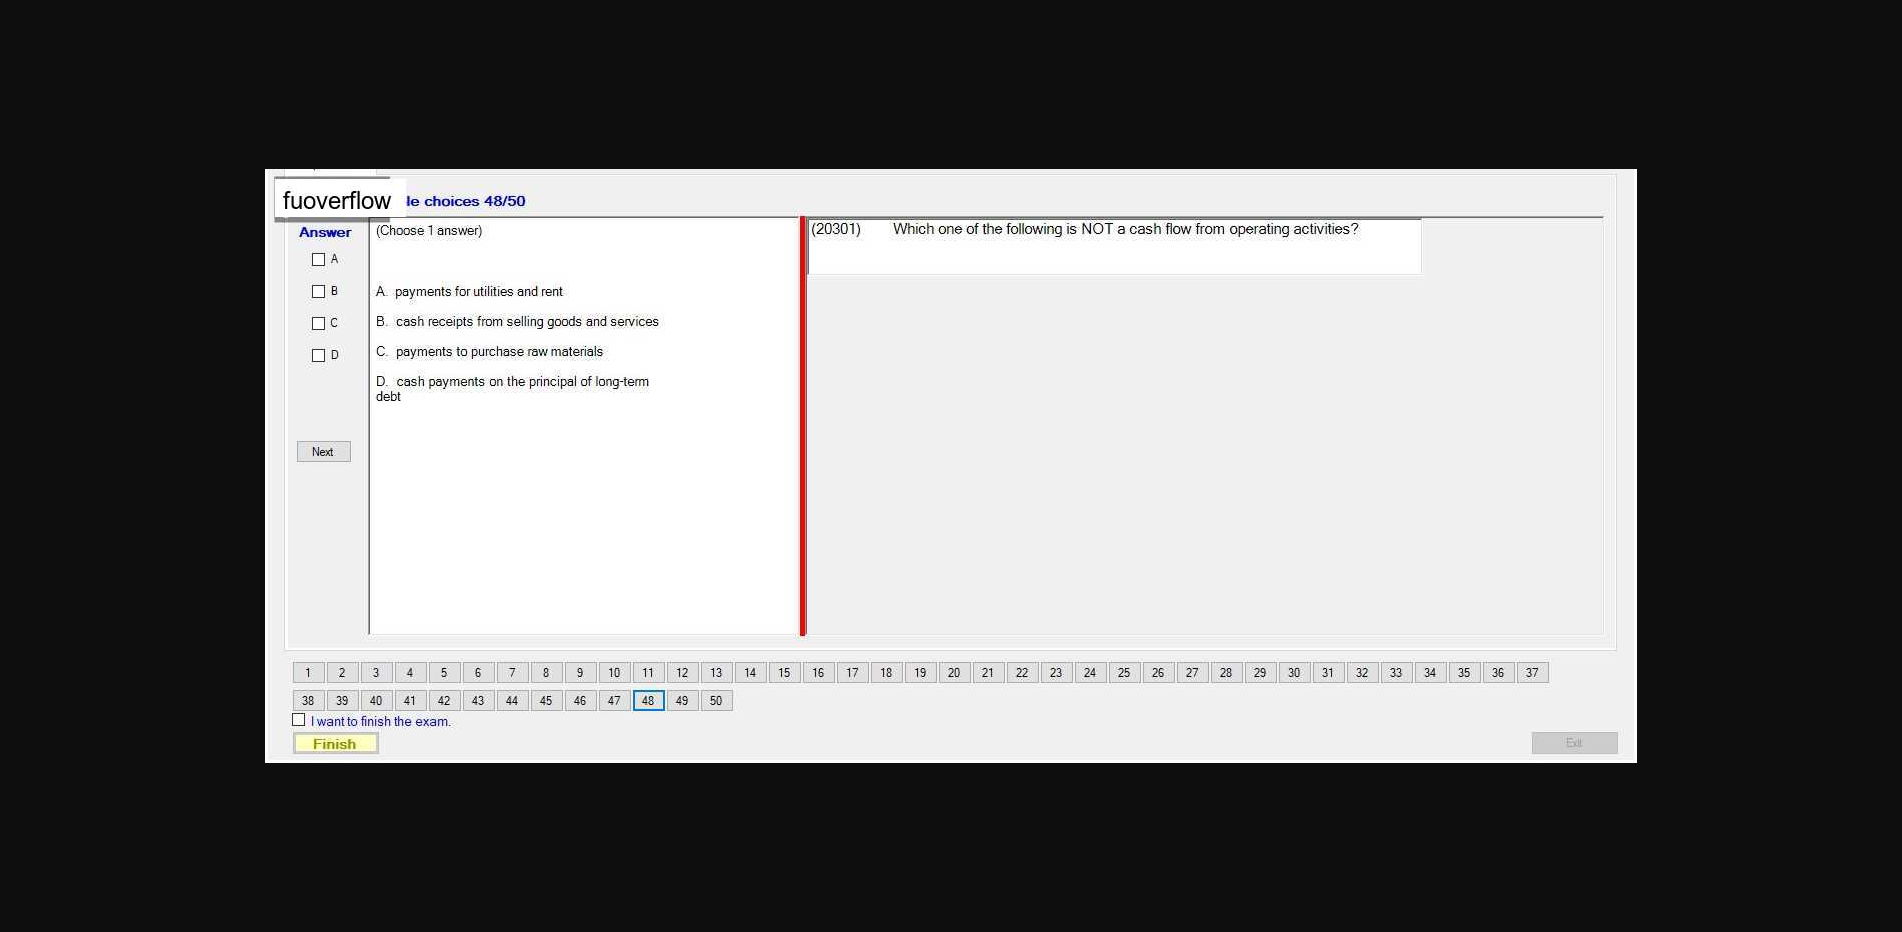 fuoverflow
le choices 48/50
Answer
(Choose 1 answer)
(20301) Which one of the following is NOT a cash flow from operating activities?
A
B
A. payments for utilities and rent
C
B. cash receipts from selling goods and services
D
C. payments to purchase raw materials
D. cash payments on the principal of long-term
debt
Next
1 2 3 4 5 6 7 8 9 10 11 12 13 14 15 16 17 18 19 20 21 22 23 24 25 26 27 28 29 30 31 32 33 34 35 36 37
38 39 40 41 42 43 44 45 46 47 48 49 50
I want to finish the exam.
Finish
Exit